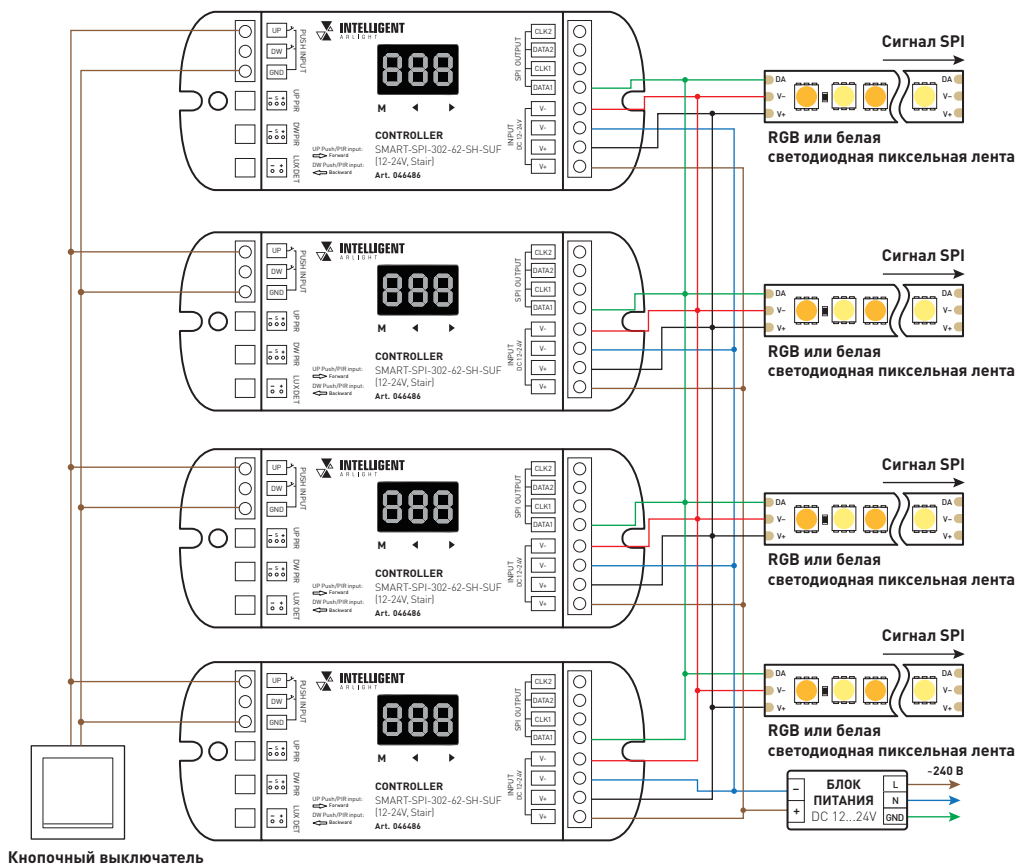 UP
DW
GND
PUSH INPUT
UP PIR
DW PIR
LUX DET
INTELLIGENT
ARLIGHT
888
M
CONTROLLER
SMART-SPI-302-62-SH-SUF
(12-24V, Stair)
Art. 046486
UP Push/PIR input:
Forward
DW Push/PIR input:
Backward
SPI OUTPUT
CLK2
DATA2
CLK1
DATA1
INPUT
DC 12-24V
V-
V-
V+
V+
Сигнал SPI
DA
V-
V+
DA
V-
V+
RGB или белая
светодиодная пиксельная лента
UP
DW
GND
PUSH INPUT
UP PIR
DW PIR
LUX DET
INTELLIGENT
ARLIGHT
888
M
CONTROLLER
SMART-SPI-302-62-SH-SUF
(12-24V, Stair)
Art. 046486
UP Push/PIR input:
Forward
DW Push/PIR input:
Backward
SPI OUTPUT
CLK2
DATA2
CLK1
DATA1
INPUT
DC 12-24V
V-
V-
V+
V+
Сигнал SPI
DA
V-
V+
DA
V-
V+
RGB или белая
светодиодная пиксельная лента
UP
DW
GND
PUSH INPUT
UP PIR
DW PIR
LUX DET
INTELLIGENT
ARLIGHT
888
M
CONTROLLER
SMART-SPI-302-62-SH-SUF
(12-24V, Stair)
Art. 046486
UP Push/PIR input:
Forward
DW Push/PIR input:
Backward
SPI OUTPUT
CLK2
DATA2
CLK1
DATA1
INPUT
DC 12-24V
V-
V-
V+
V+
Сигнал SPI
DA
V-
V+
DA
V-
V+
RGB или белая
светодиодная пиксельная лента
UP
DW
GND
PUSH INPUT
UP PIR
DW PIR
LUX DET
INTELLIGENT
ARLIGHT
888
M
CONTROLLER
SMART-SPI-302-62-SH-SUF
(12-24V, Stair)
Art. 046486
UP Push/PIR input:
Forward
DW Push/PIR input:
Backward
SPI OUTPUT
CLK2
DATA2
CLK1
DATA1
INPUT
DC 12-24V
V-
V-
V+
V+
Сигнал SPI
DA
V-
V+
DA
V-
V+
RGB или белая
светодиодная пиксельная лента
–
+
БЛОК
ПИТАНИЯ
DC 12...24V
L
N
GND
~240 В
Кнопочный выключатель